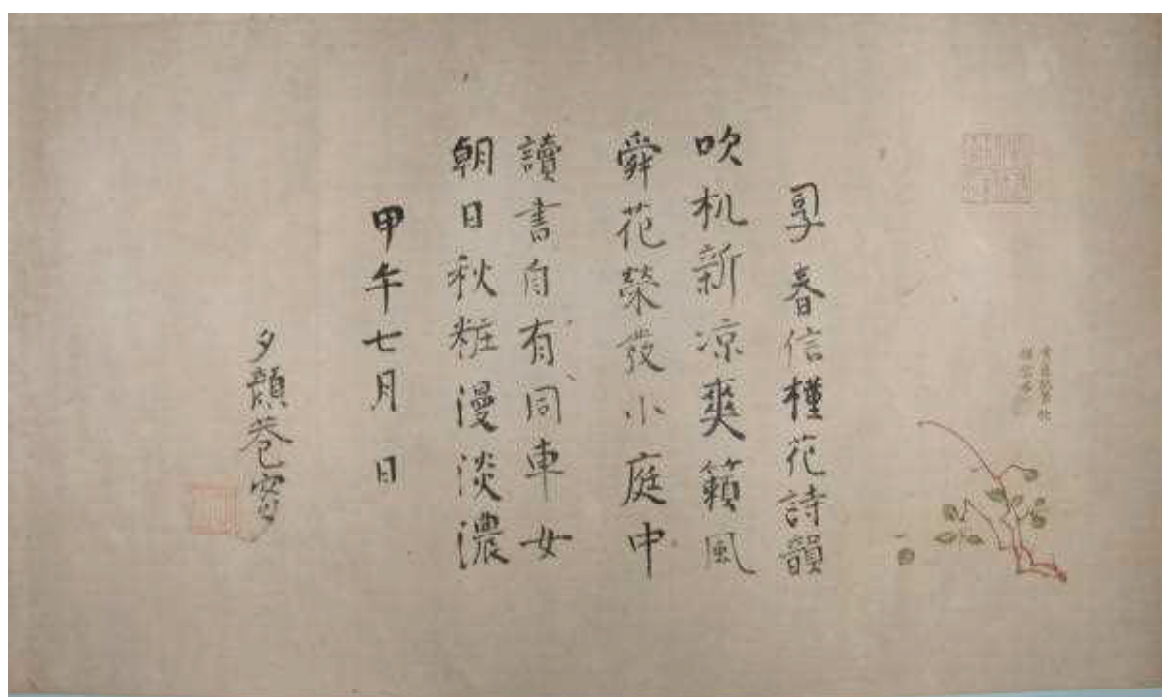 春信槿花詩韻
吹机新涼爽籟風
舜花榮發小庭中
讀書自有同車女
朝日秋粧漫淡濃
甲午七月日
夕顏巷